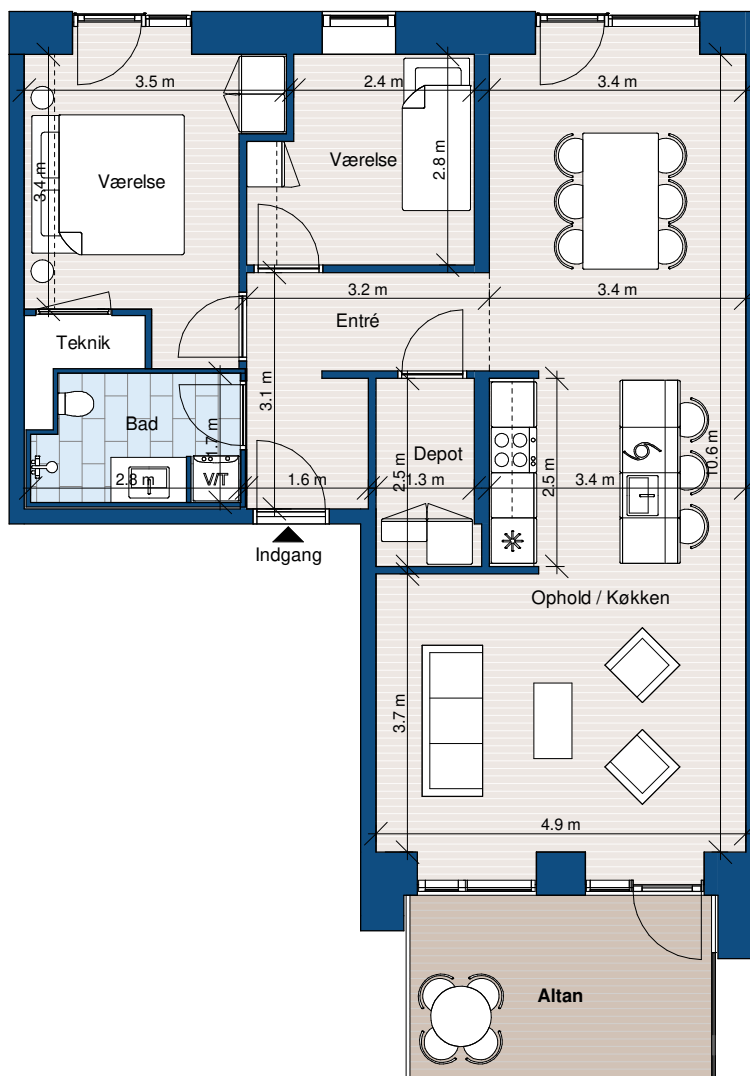 3.5 m
2.4 m
3.4 m
3.4 m
Værelse
Værelse
2.8 m
3.2 m
3.4 m
Teknik
Entré
3.1 m
Bad
1.7 m
Depot
2.5 m
2.5 m
10.6 m
2.8 m
V/T
1.6 m
1.3 m
3.4 m
Indgang
Ophold / Køkken
3.7 m
4.9 m
Altan